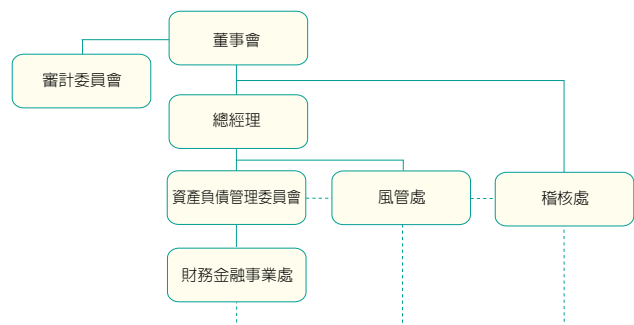 董事會
審計委員會
總經理
資產負債管理委員會
風管處
稽核處
財務金融事業處